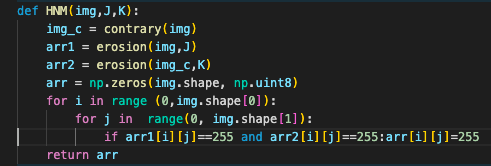 def HNM(img,J,K):
    img_c = contrary(img)
    arr1 = erosion(img,J)
    arr2 = erosion(img_c,K)
    arr = np.zeros(img.shape, np.uint8)
    for i in range (0,img.shape[0]):
        for j in  range(0, img.shape[1]):
            if arr1[i][j]==255 and arr2[i][j]==255:arr[i][j]=255
    return arr